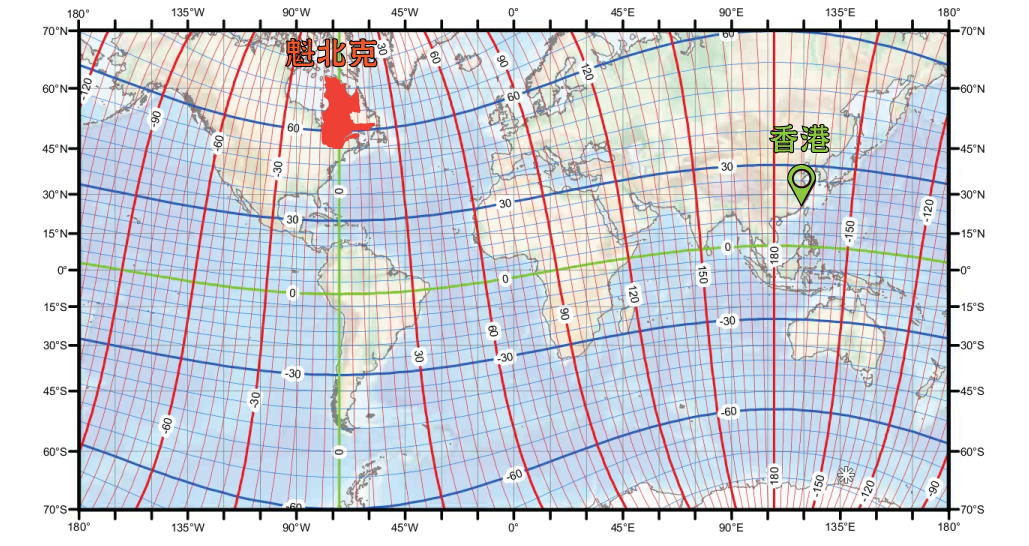 180° 135°W 90°W 45°W 0° 45°E 90°E 135°E 180°
70°N 70°N
魁北克
30 60 90 120 60
-120 60°N 60°N
-90 60 60
香港
-60 45°N 45°N
-30 30
0 30°N 30 30 -120 30°N
-150
15°N 0 180 15°N
0° 0 0 150 120 0°
15°S 90 15°S
60 -30
30°S 30 -30 30°S
-30
45°S -30 -60 45°S
-60
60°S 0 -60 180 -150 -120 -90 60°S
-60
70°S 70°S
180° 135°W 90°W 45°W 0° 45°E 90°E 135°E 180°